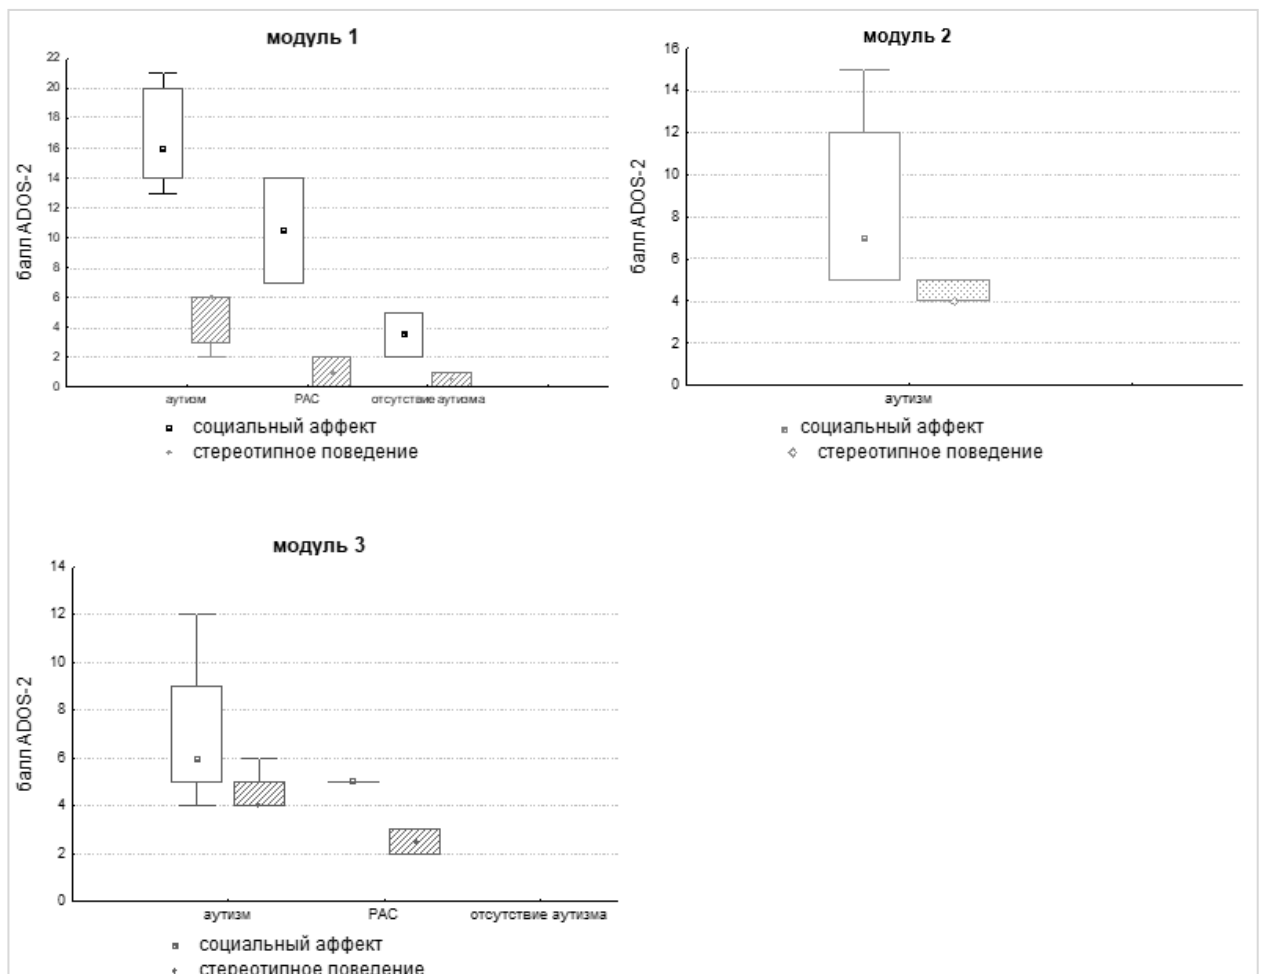 модуль 1
22
20
18
16
14
12
10
8
6
4
2
0
балл ADOS-2
аутизм РАС отсутствие аутизма
социальный аффект
стереотипное поведение
модуль 2
16
14
12
10
8
6
4
2
0
балл ADOS-2
аутизм
социальный аффект
стереотипное поведение
модуль 3
14
12
10
8
6
4
2
0
балл ADOS-2
аутизм РАС отсутствие аутизма
социальный аффект
стереотипное поведение